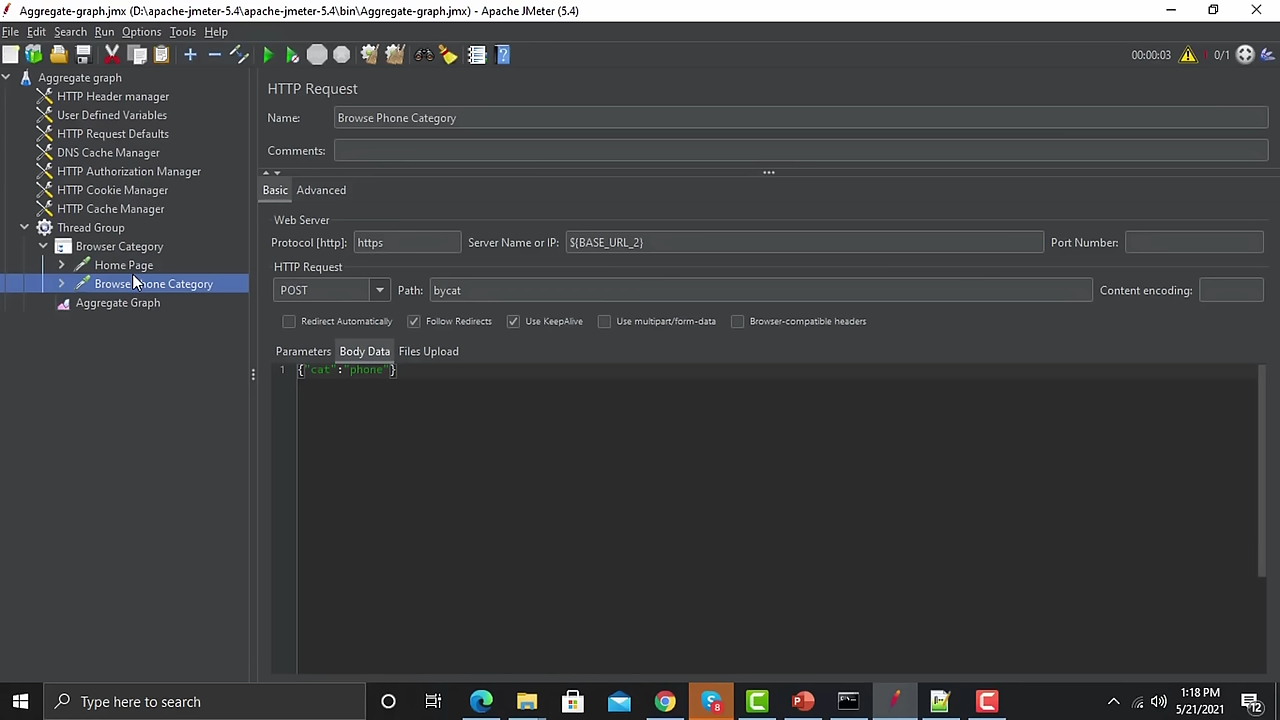 Aggregate-graph.jmx (D:\apache-jmeter-5.4\apache-jmeter-5.4\bin\Aggregate-graph.jmx) - Apache JMeter (5.4)
File Edit Search Run Options Tools Help
00:00:03 1 0/1
Aggregate graph
HTTP Header manager
User Defined Variables
HTTP Request Defaults
DNS Cache Manager
HTTP Authorization Manager
HTTP Cookie Manager
HTTP Cache Manager
Thread Group
Browser Category
Home Page
Browse Phone Category
Aggregate Graph
HTTP Request
Name: Browse Phone Category
Comments:
Basic Advanced
Web Server
Protocol [http]: https Server Name or IP: ${BASE_URL_2} Port Number:
HTTP Request
POST Path: bycat Content encoding:
Redirect Automatically Follow Redirects Use KeepAlive Use multipart/form-data Browser-compatible headers
Parameters Body Data Files Upload
1 {"cat":"phone"}
Type here to search
8
1:18 PM
5/21/2021
12